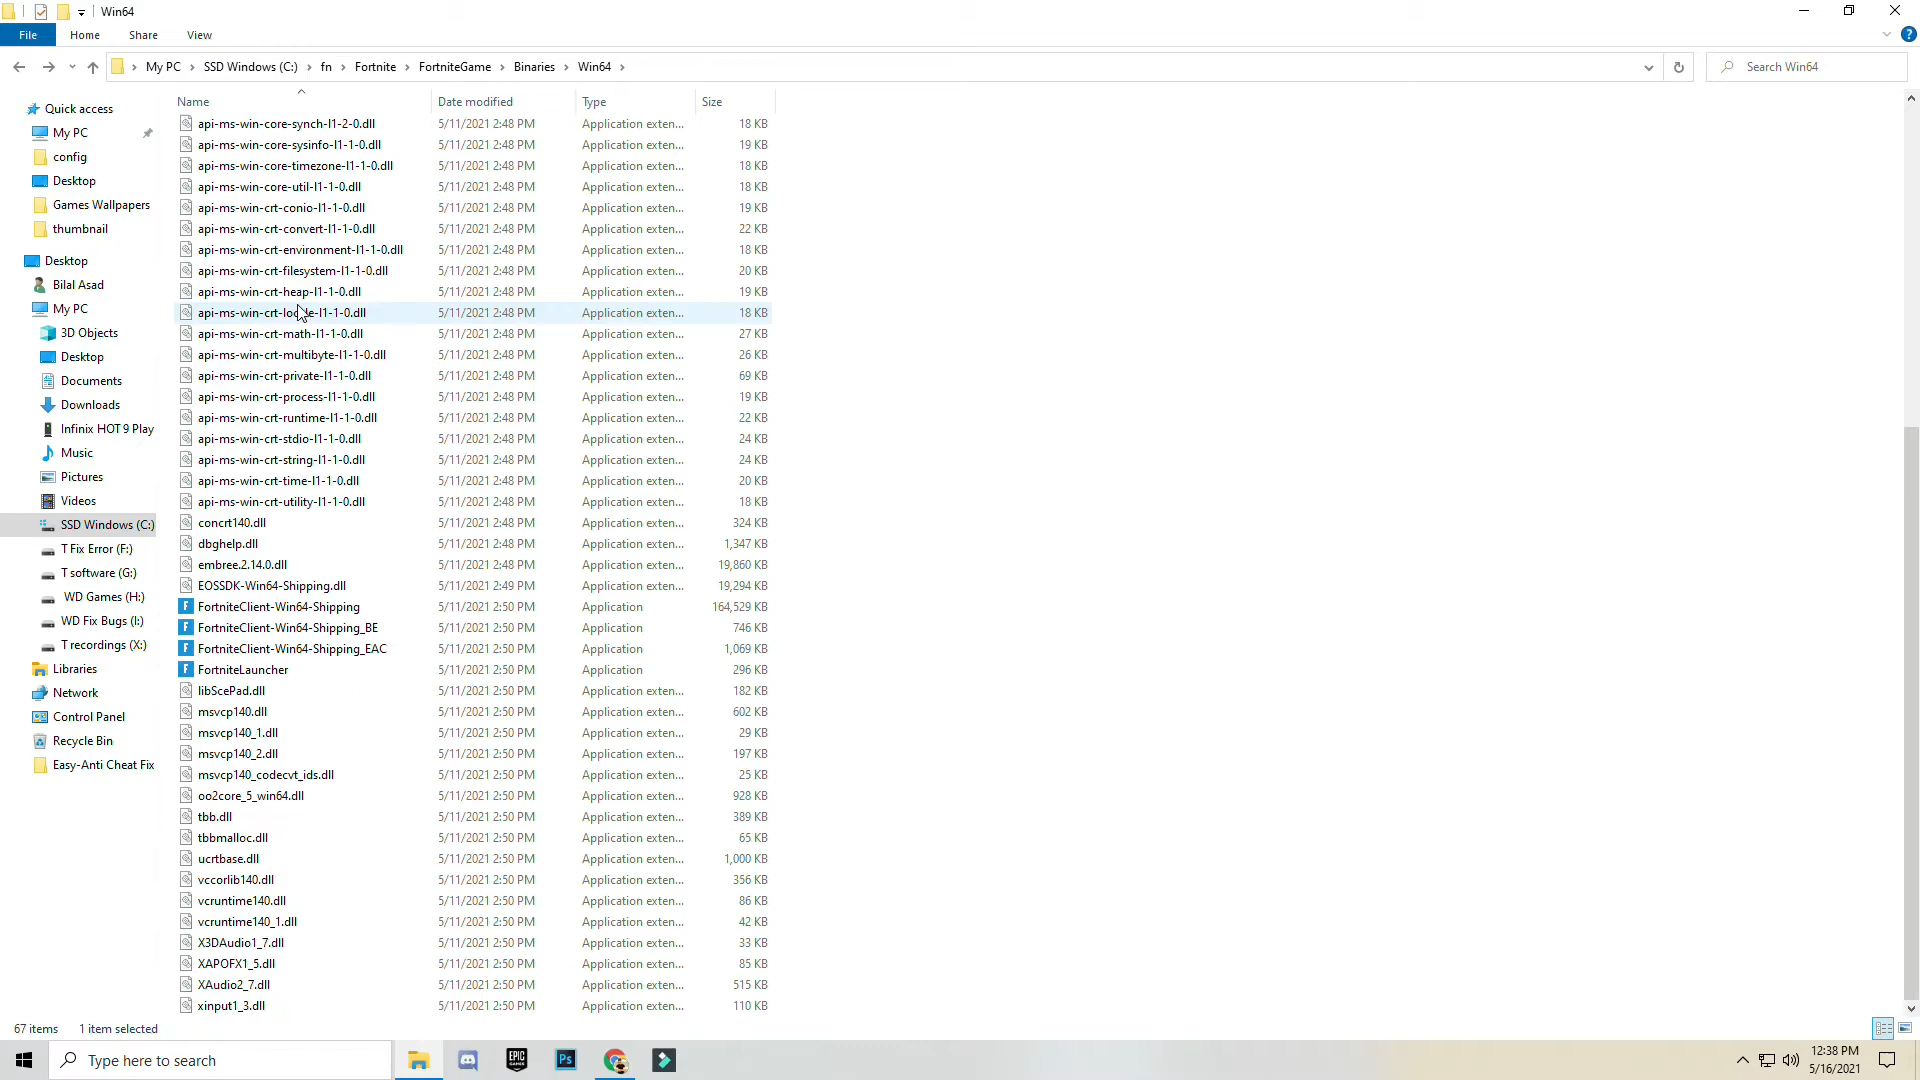 Win64
File Home Share View
My PC SSD Windows (C:) fn Fortnite FortniteGame Binaries Win64
Search Win64
Quick access
My PC
config
Desktop
Games Wallpapers
thumbnail
Desktop
Bilal Asad
My PC
3D Objects
Desktop
Documents
Downloads
Infinix HOT 9 Play
Music
Pictures
Videos
SSD Windows (C:)
T Fix Error (F:)
T software (G:)
WD Games (H:)
WD Fix Bugs (I:)
T recordings (X:)
Libraries
Network
Control Panel
Recycle Bin
Easy-Anti Cheat Fix
Name Date modified Type Size
api-ms-win-core-synch-l1-2-0.dll 5/11/2021 2:48 PM Application exten... 18 KB
api-ms-win-core-sysinfo-l1-1-0.dll 5/11/2021 2:48 PM Application exten... 19 KB
api-ms-win-core-timezone-l1-1-0.dll 5/11/2021 2:48 PM Application exten... 18 KB
api-ms-win-core-util-l1-1-0.dll 5/11/2021 2:48 PM Application exten... 18 KB
api-ms-win-crt-conio-l1-1-0.dll 5/11/2021 2:48 PM Application exten... 19 KB
api-ms-win-crt-convert-l1-1-0.dll 5/11/2021 2:48 PM Application exten... 22 KB
api-ms-win-crt-environment-l1-1-0.dll 5/11/2021 2:48 PM Application exten... 18 KB
api-ms-win-crt-filesystem-l1-1-0.dll 5/11/2021 2:48 PM Application exten... 20 KB
api-ms-win-crt-heap-l1-1-0.dll 5/11/2021 2:48 PM Application exten... 19 KB
api-ms-win-crt-locale-l1-1-0.dll 5/11/2021 2:48 PM Application exten... 18 KB
api-ms-win-crt-math-l1-1-0.dll 5/11/2021 2:48 PM Application exten... 27 KB
api-ms-win-crt-multibyte-l1-1-0.dll 5/11/2021 2:48 PM Application exten... 26 KB
api-ms-win-crt-private-l1-1-0.dll 5/11/2021 2:48 PM Application exten... 69 KB
api-ms-win-crt-process-l1-1-0.dll 5/11/2021 2:48 PM Application exten... 19 KB
api-ms-win-crt-runtime-l1-1-0.dll 5/11/2021 2:48 PM Application exten... 22 KB
api-ms-win-crt-stdio-l1-1-0.dll 5/11/2021 2:48 PM Application exten... 24 KB
api-ms-win-crt-string-l1-1-0.dll 5/11/2021 2:48 PM Application exten... 24 KB
api-ms-win-crt-time-l1-1-0.dll 5/11/2021 2:48 PM Application exten... 20 KB
api-ms-win-crt-utility-l1-1-0.dll 5/11/2021 2:48 PM Application exten... 18 KB
concrt140.dll 5/11/2021 2:48 PM Application exten... 324 KB
dbghelp.dll 5/11/2021 2:48 PM Application exten... 1,347 KB
embree.2.14.0.dll 5/11/2021 2:48 PM Application exten... 19,860 KB
EOSSDK-Win64-Shipping.dll 5/11/2021 2:49 PM Application exten... 19,294 KB
FortniteClient-Win64-Shipping 5/11/2021 2:50 PM Application 164,529 KB
FortniteClient-Win64-Shipping_BE 5/11/2021 2:50 PM Application 746 KB
FortniteClient-Win64-Shipping_EAC 5/11/2021 2:50 PM Application 1,069 KB
FortniteLauncher 5/11/2021 2:50 PM Application 296 KB
libScePad.dll 5/11/2021 2:50 PM Application exten... 182 KB
msvcp140.dll 5/11/2021 2:50 PM Application exten... 602 KB
msvcp140_1.dll 5/11/2021 2:50 PM Application exten... 29 KB
msvcp140_2.dll 5/11/2021 2:50 PM Application exten... 197 KB
msvcp140_codecvt_ids.dll 5/11/2021 2:50 PM Application exten... 25 KB
oo2core_5_win64.dll 5/11/2021 2:50 PM Application exten... 928 KB
tbb.dll 5/11/2021 2:50 PM Application exten... 389 KB
tbbmalloc.dll 5/11/2021 2:50 PM Application exten... 65 KB
ucrtbase.dll 5/11/2021 2:50 PM Application exten... 1,000 KB
vccorlib140.dll 5/11/2021 2:50 PM Application exten... 356 KB
vcruntime140.dll 5/11/2021 2:50 PM Application exten... 86 KB
vcruntime140_1.dll 5/11/2021 2:50 PM Application exten... 42 KB
X3DAudio1_7.dll 5/11/2021 2:50 PM Application exten... 33 KB
XAPOFX1_5.dll 5/11/2021 2:50 PM Application exten... 85 KB
XAudio2_7.dll 5/11/2021 2:50 PM Application exten... 515 KB
xinput1_3.dll 5/11/2021 2:50 PM Application exten... 110 KB
67 items 1 item selected
Type here to search
EPIC GAMES
Ps
12:38 PM
5/16/2021